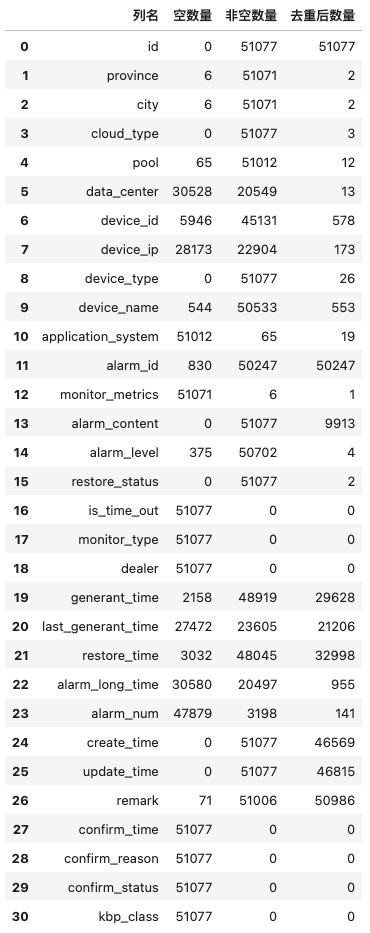 列名 空数量 非空数量 去重后数量
0 id 0 51077 51077
1 province 6 51071 2
2 city 6 51071 2
3 cloud_type 0 51077 3
4 pool 65 51012 12
5 data_center 30528 20549 13
6 device_id 5946 45131 578
7 device_ip 28173 22904 173
8 device_type 0 51077 26
9 device_name 544 50533 553
10 application_system 51012 65 19
11 alarm_id 830 50247 50247
12 monitor_metrics 51071 6 1
13 alarm_content 0 51077 9913
14 alarm_level 375 50702 4
15 restore_status 0 51077 2
16 is_time_out 51077 0 0
17 monitor_type 51077 0 0
18 dealer 51077 0 0
19 generant_time 2158 48919 29628
20 last_generant_time 27472 23605 21206
21 restore_time 3032 48045 32998
22 alarm_long_time 30580 20497 955
23 alarm_num 47879 3198 141
24 create_time 0 51077 46569
25 update_time 0 51077 46815
26 remark 71 51006 50986
27 confirm_time 51077 0 0
28 confirm_reason 51077 0 0
29 confirm_status 51077 0 0
30 kbp_class 51077 0 0